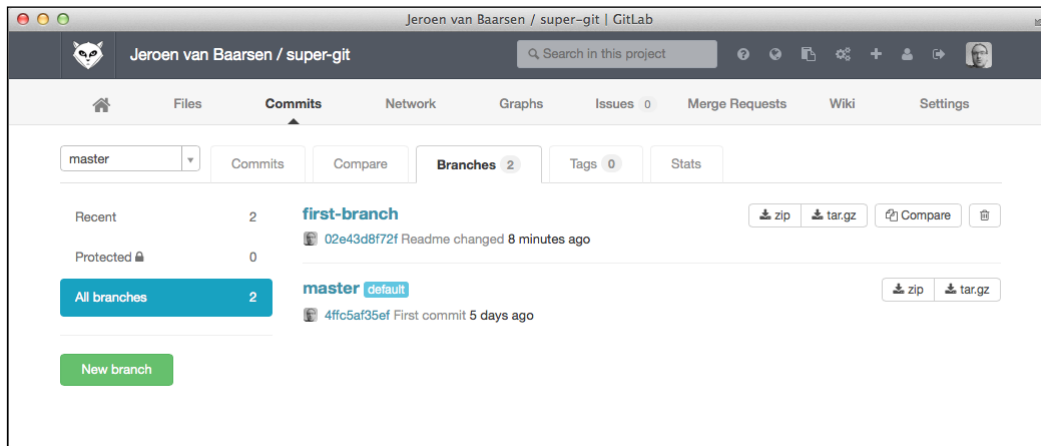 Jeroen van Baarsen / super-git | GitLab
Jeroen van Baarsen / super-git Search in this project
Files Commits Network Graphs Issues 0 Merge Requests Wiki Settings
master Commits Compare Branches 2 Tags 0 Stats
Recent 2
Protected 0
All branches 2
New branch
first-branch zip tar.gz Compare
02e43d8f72f Readme changed 8 minutes ago
master default zip tar.gz
4ffc5af35ef First commit 5 days ago